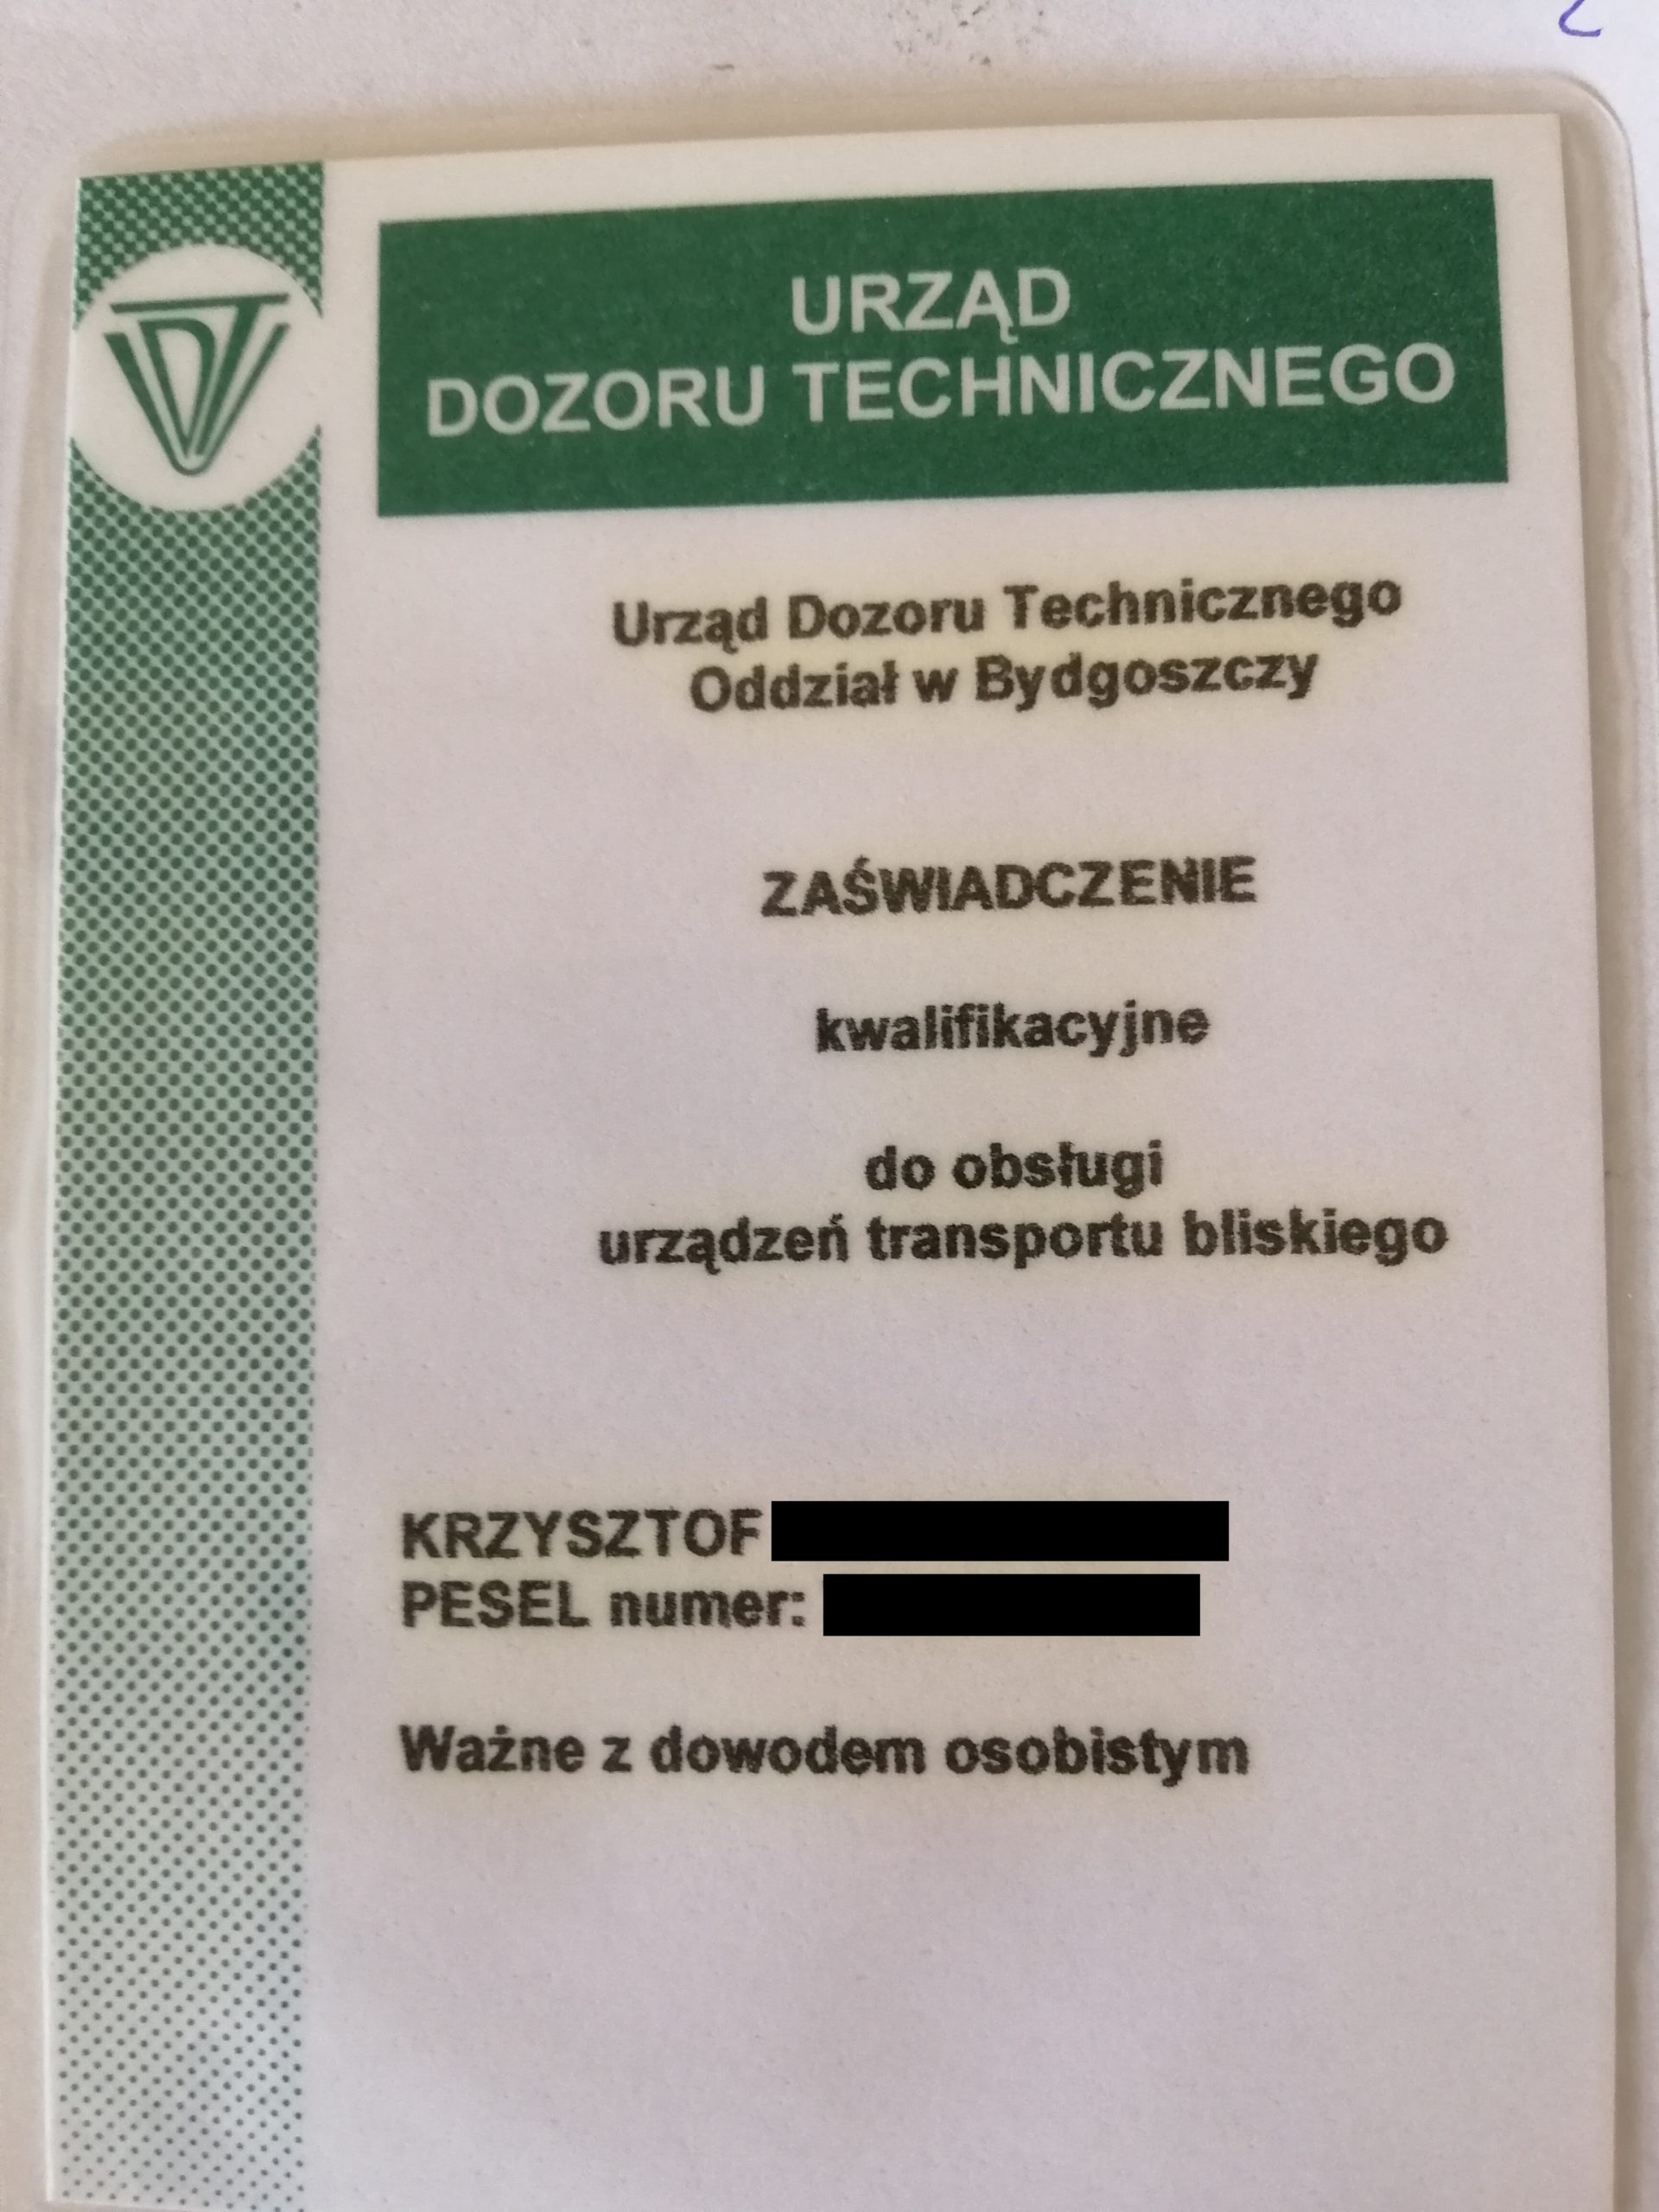 URZĄD
DOZORU TECHNICZNEGO
Urząd Dozoru Technicznego
Oddział w Bydgoszczy
ZAŚWIADCZENIE
kwalifikacyjne
do obsługi
urządzeń transportu bliskiego
KRZYSZTOF
PESEL numer:
Ważne z dowodem osobistym